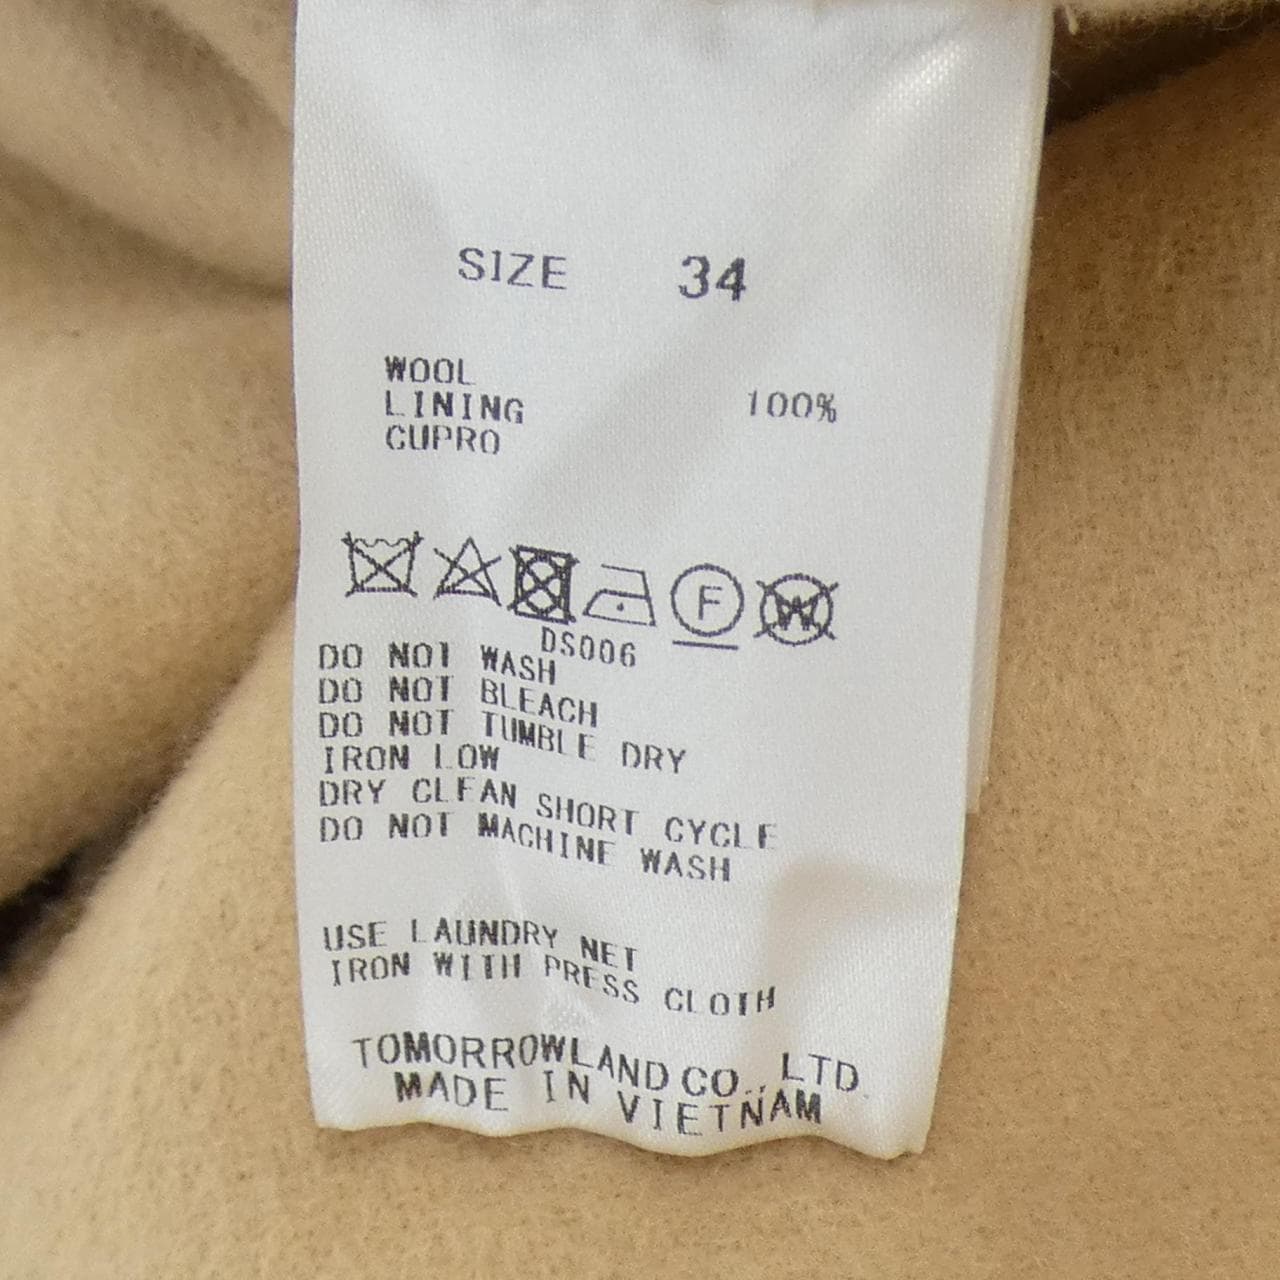 SIZE 34
WOOL
LINING 100%
CUPRO
F W
DS006
DO NOT WASH
DO NOT BLEACH
DO NOT TUMBLE DRY
IRON LOW
DRY CLEAN SHORT CYCLE
DO NOT MACHINE WASH
USE LAUNDRY NET
IRON WITH PRESS CLOTH
TOMORROWLAND CO., LTD.
MADE IN VIETNAM